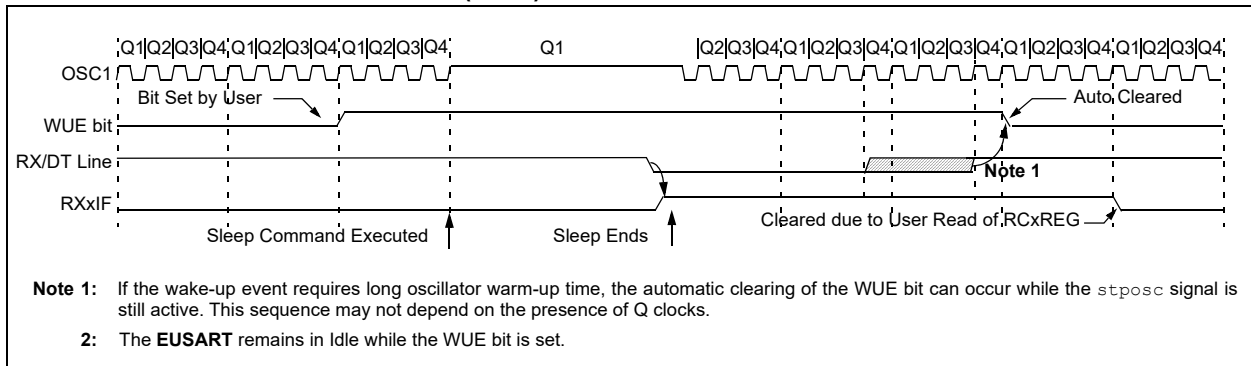 Q1 Q2 Q3 Q4 Q1 Q2 Q3 Q4 Q1 Q2 Q3 Q4 Q1 Q2 Q3 Q4 Q1 Q2 Q3 Q4 Q1 Q2 Q3 Q4 Q1 Q2 Q3 Q4 Q1 Q2 Q3 Q4
OSC1
Bit Set by User
Auto Cleared
WUE bit
RX/DT Line
Note 1
RXxIF
Cleared due to User Read of RCxREG
Sleep Command Executed
Sleep Ends
Note 1: If the wake-up event requires long oscillator warm-up time, the automatic clearing of the WUE bit can occur while the stposc signal is
still active. This sequence may not depend on the presence of Q clocks.
2: The EUSART remains in Idle while the WUE bit is set.